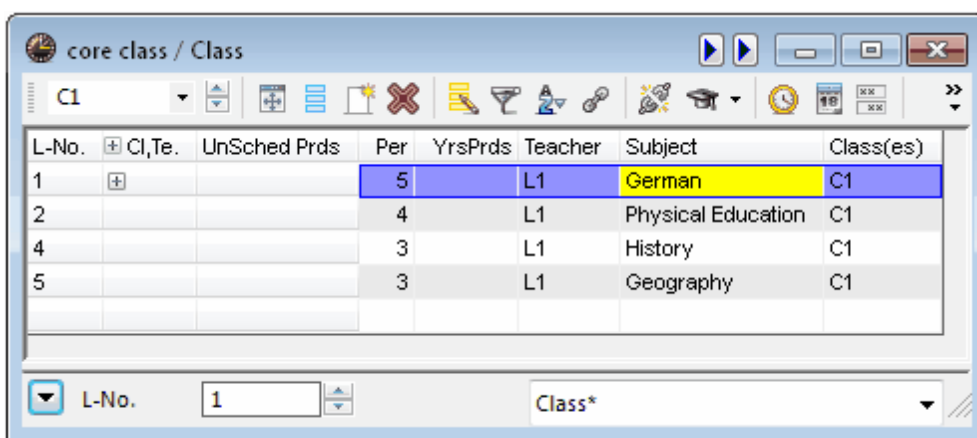 core class / Class
C1
L-No. Cl,Te. UnSched Prds Per YrsPrds Teacher Subject Class(es)
1 5 L1 German C1
2 4 L1 Physical Education C1
4 3 L1 History C1
5 3 L1 Geography C1
L-No. 1 Class*